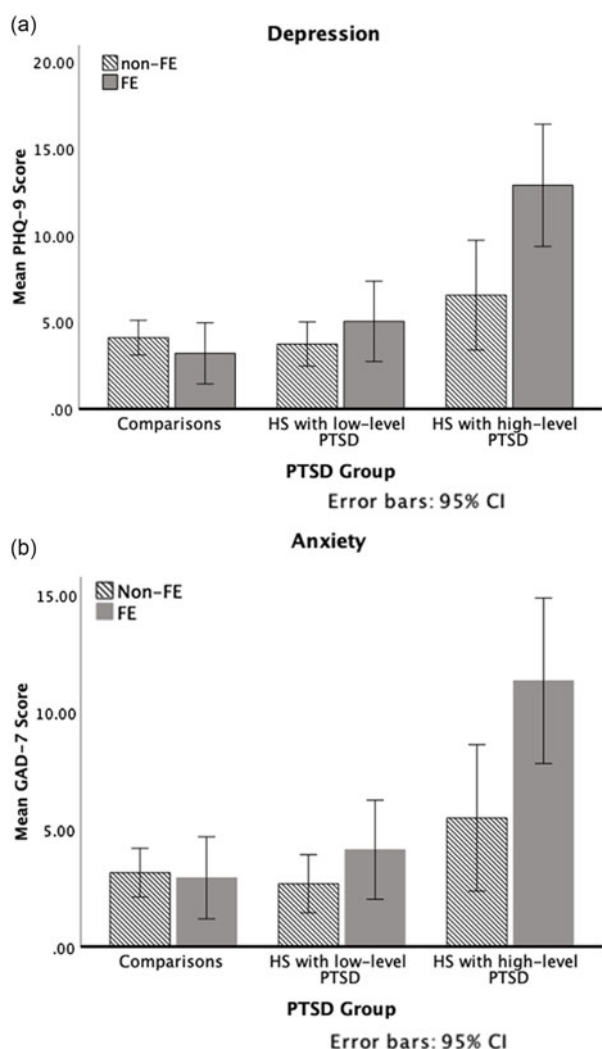 (a)
Depression
non-FE
FE
20.00
15.00
10.00
5.00
.00
Mean PHQ-9 Score
Comparisons
HS with low-level
PTSD
HS with high-level
PTSD
PTSD Group
Error bars: 95% CI
(b)
Anxiety
Non-FE
FE
15.00
10.00
5.00
.00
Mean GAD-7 Score
Comparisons
HS with low-level
PTSD
HS with high-level
PTSD
PTSD Group
Error bars: 95% CI